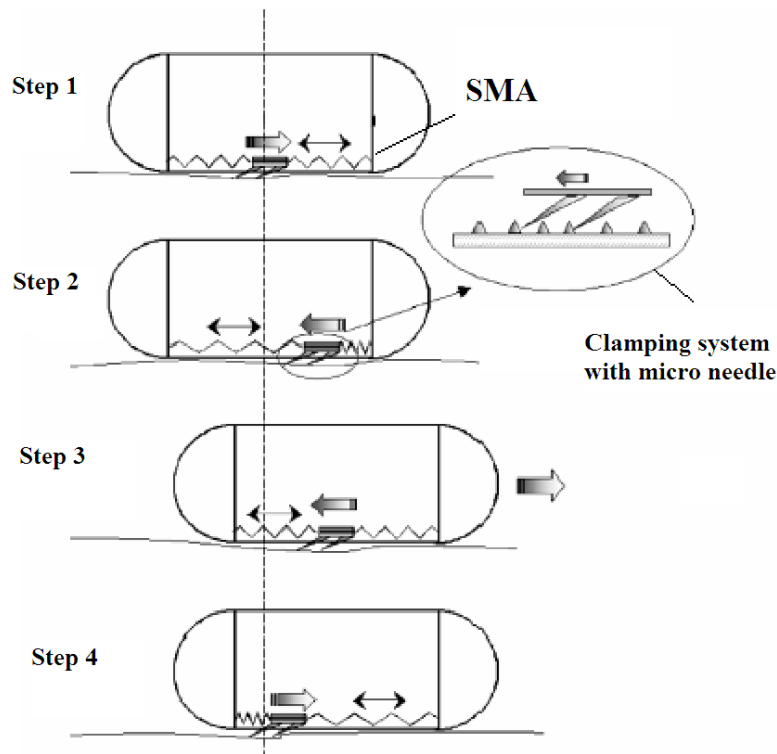 Step 1
SMA
Step 2
Clamping system
with micro needle
Step 3
Step 4